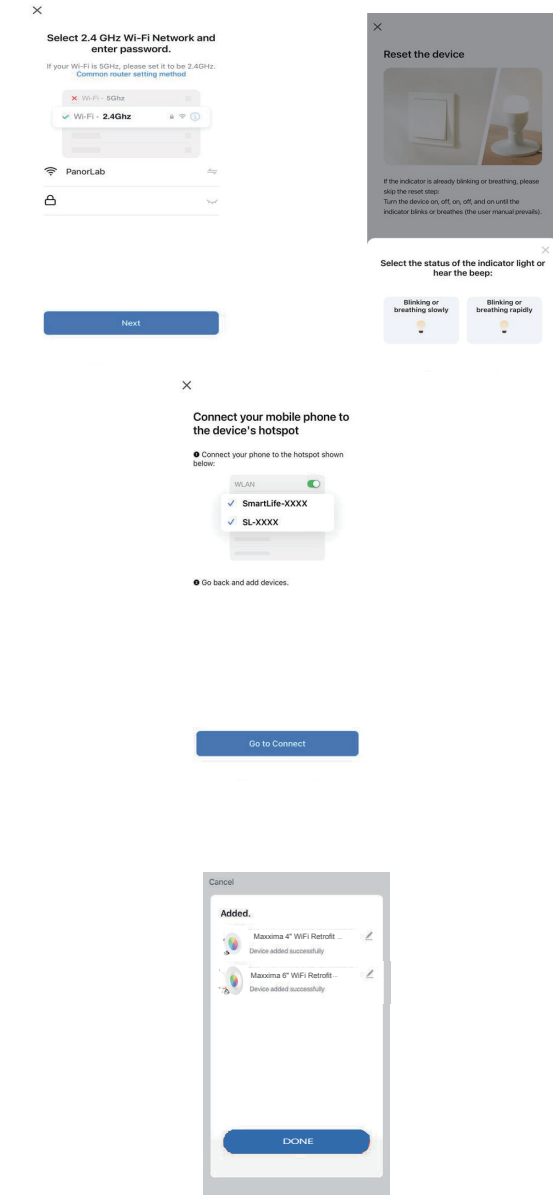 Select 2.4 GHz Wi-Fi Network and
enter password.
If your Wi-Fi is 5GHz, please set it to be 2.4GHz.
Common router setting method
Wi-Fi - 5Ghz
Wi-Fi - 2.4Ghz
PanorLab
Next
Reset the device
If the indicator is already blinking or breathing, please
skip the reset step:
Turn the device on, off, on, off, and on until the
indicator blinks or breathes (the user manual prevails).
Select the status of the indicator light or
hear the beep:
Blinking or
breathing slowly
Blinking or
breathing rapidly
Connect your mobile phone to
the device's hotspot
❶ Connect your phone to the hotspot shown
below:
WLAN
SmartLife-XXXX
SL-XXXX
❷ Go back and add devices.
Go to Connect
Cancel
Added.
Maxxima 4" WiFi Retrofit ...
Device added successfully
Maxxima 6" WiFi Retrofit ...
Device added successfully
DONE